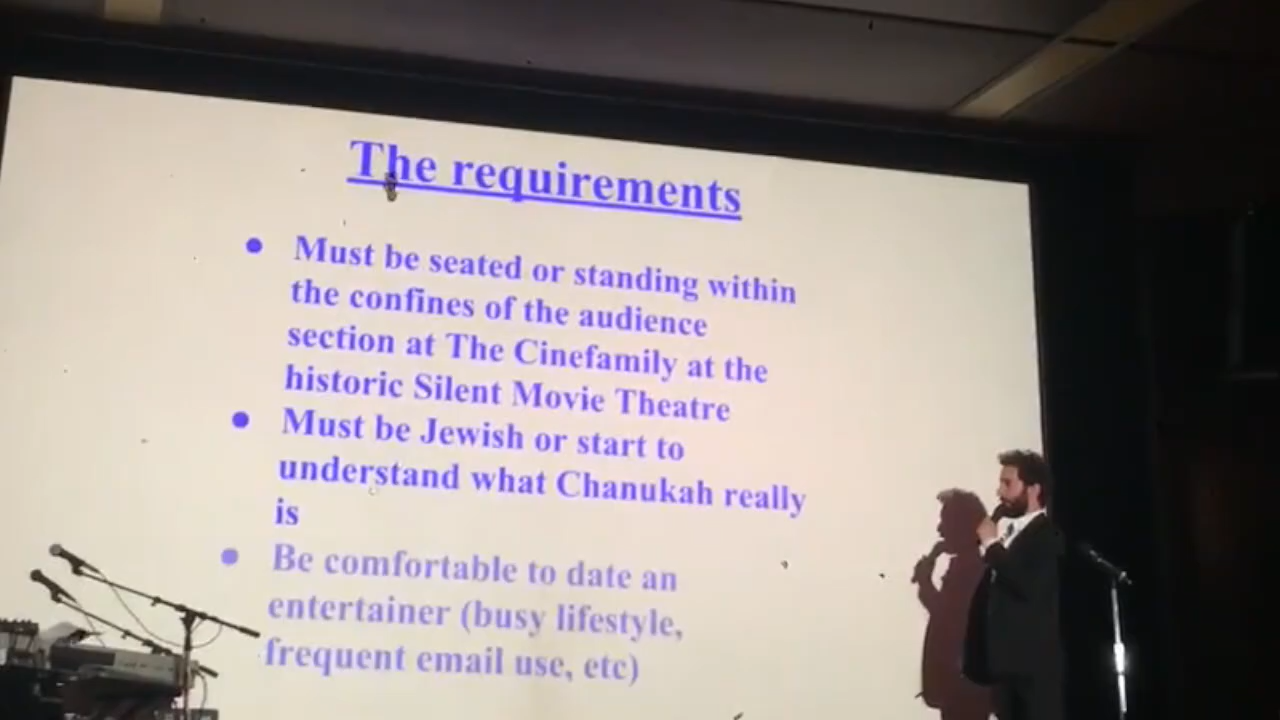 The requirements
Must be seated or standing within
the confines of the audience
section at The Cinefamily at the
historic Silent Movie Theatre
Must be Jewish or start to
understand what Chanukah really
is
Be comfortable to date an
entertainer (busy lifestyle,
frequent email use, etc)